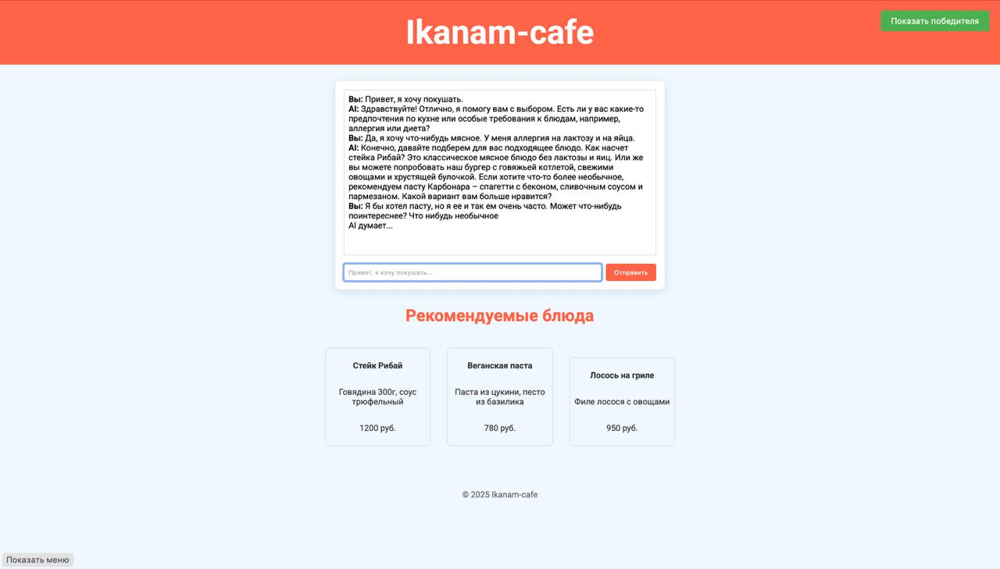 Ikanam-cafe
Показать победителя
Вы: Привет, я хочу покушать.
AI: Здравствуйте! Отлично, я помогу вам с выбором. Есть ли у вас какие-то
предпочтения по кухне или особые требования к блюдам, например,
аллергия или диета?
Вы: Да, я хочу что-нибудь мясное. У меня аллергия на лактозу и на яйца.
AI: Конечно, давайте подберем для вас подходящее блюдо. Как насчет
стейка Рибай? Это классическое мясное блюдо без лактозы и яиц. Или же
вы можете попробовать наш бургер с говяжьей котлетой, свежими
овощами и хрустящей булочкой. Если хотите что-то более необычное,
рекомендуем пасту Карбонара – спагетти с беконом, сливочным соусом и
пармезаном. Какой вариант вам больше нравится?
Вы: Я бы хотел пасту, но я ее и так ем очень часто. Может что-нибудь
поинтереснее? Что нибудь необычное
AI думает...
Привет, я хочу покушать...
Отправить
Рекомендуемые блюда
Стейк Рибай
Говядина 300г, соус
трюфельный
1200 руб.
Веганская паста
Паста из цукини, песто
из базилика
780 руб.
Лосось на гриле
Филе лосося с овощами
950 руб.
© 2025 Ikanam-cafe
Показать меню